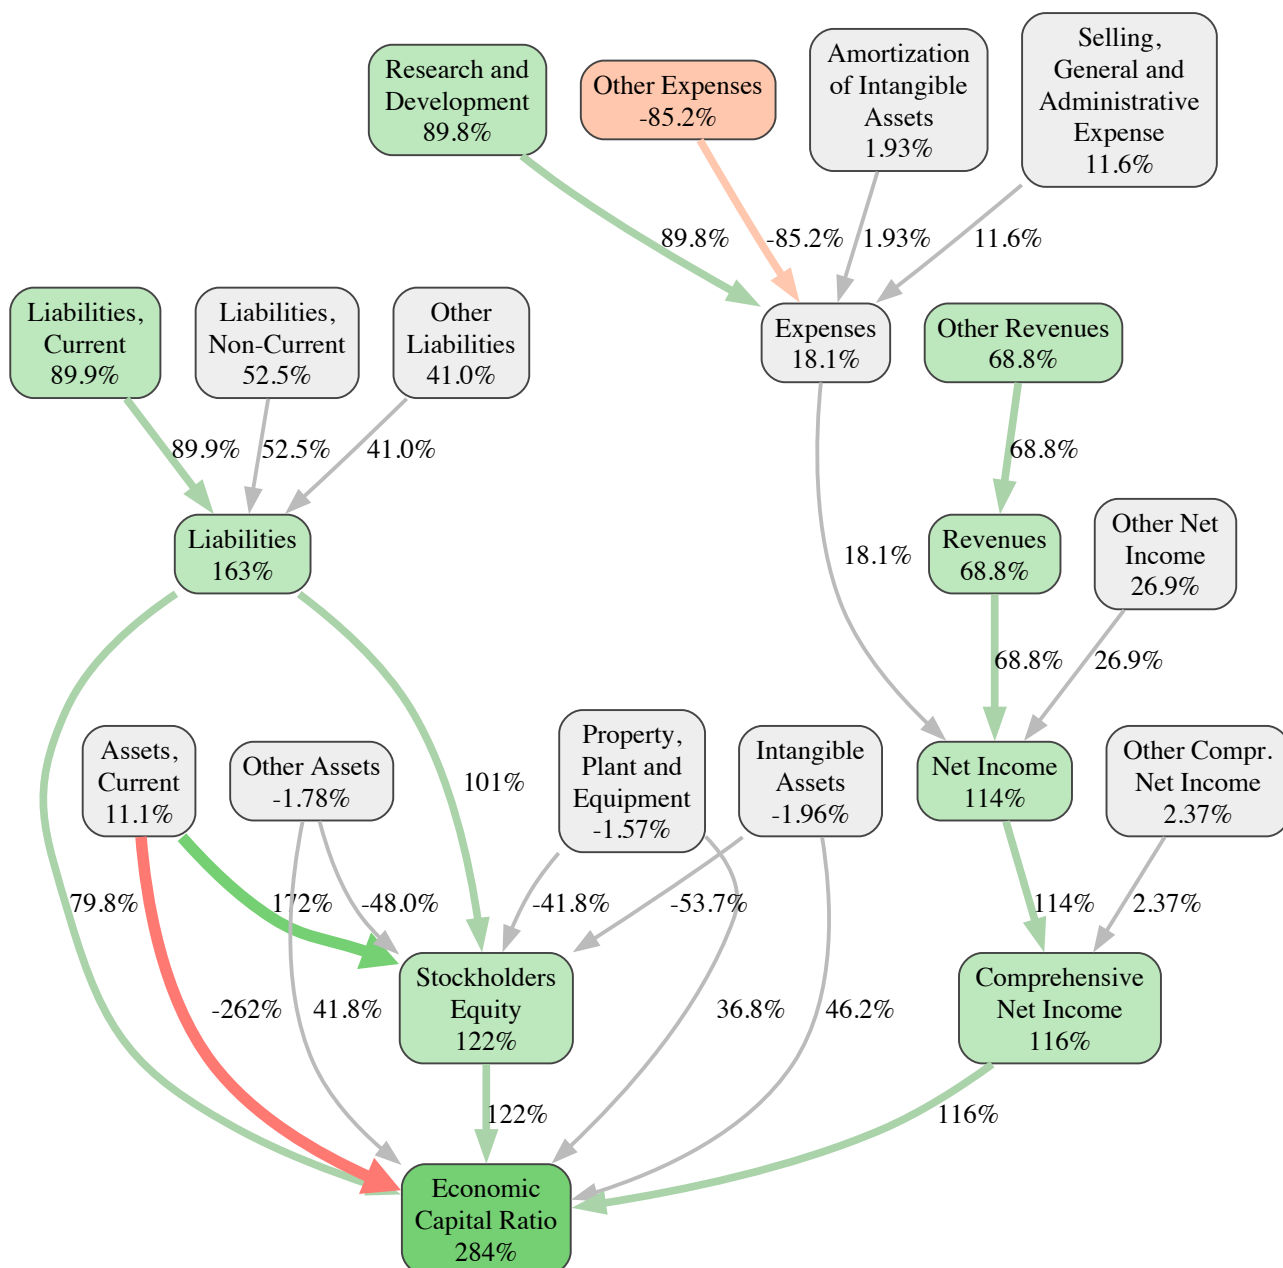 Research and
Development
89.8%
Other Expenses
-85.2%
Amortization
of Intangible
Assets
1.93%
Selling,
General and
Administrative
Expense
11.6%
89.8%
-85.2%
1.93%
11.6%
Liabilities,
Current
89.9%
Liabilities,
Non-Current
52.5%
Other
Liabilities
41.0%
Expenses
18.1%
Other Revenues
68.8%
89.9%
52.5%
41.0%
68.8%
Liabilities
163%
18.1%
Revenues
68.8%
Other Net
Income
26.9%
68.8%
26.9%
Assets,
Current
11.1%
Other Assets
-1.78%
101%
Property,
Plant and
Equipment
-1.57%
Intangible
Assets
-1.96%
Net Income
114%
Other Compr.
Net Income
2.37%
79.8%
172%
-48.0%
-41.8%
-53.7%
114%
2.37%
-262%
41.8%
Stockholders
Equity
122%
36.8%
46.2%
Comprehensive
Net Income
116%
122%
116%
Economic
Capital Ratio
284%